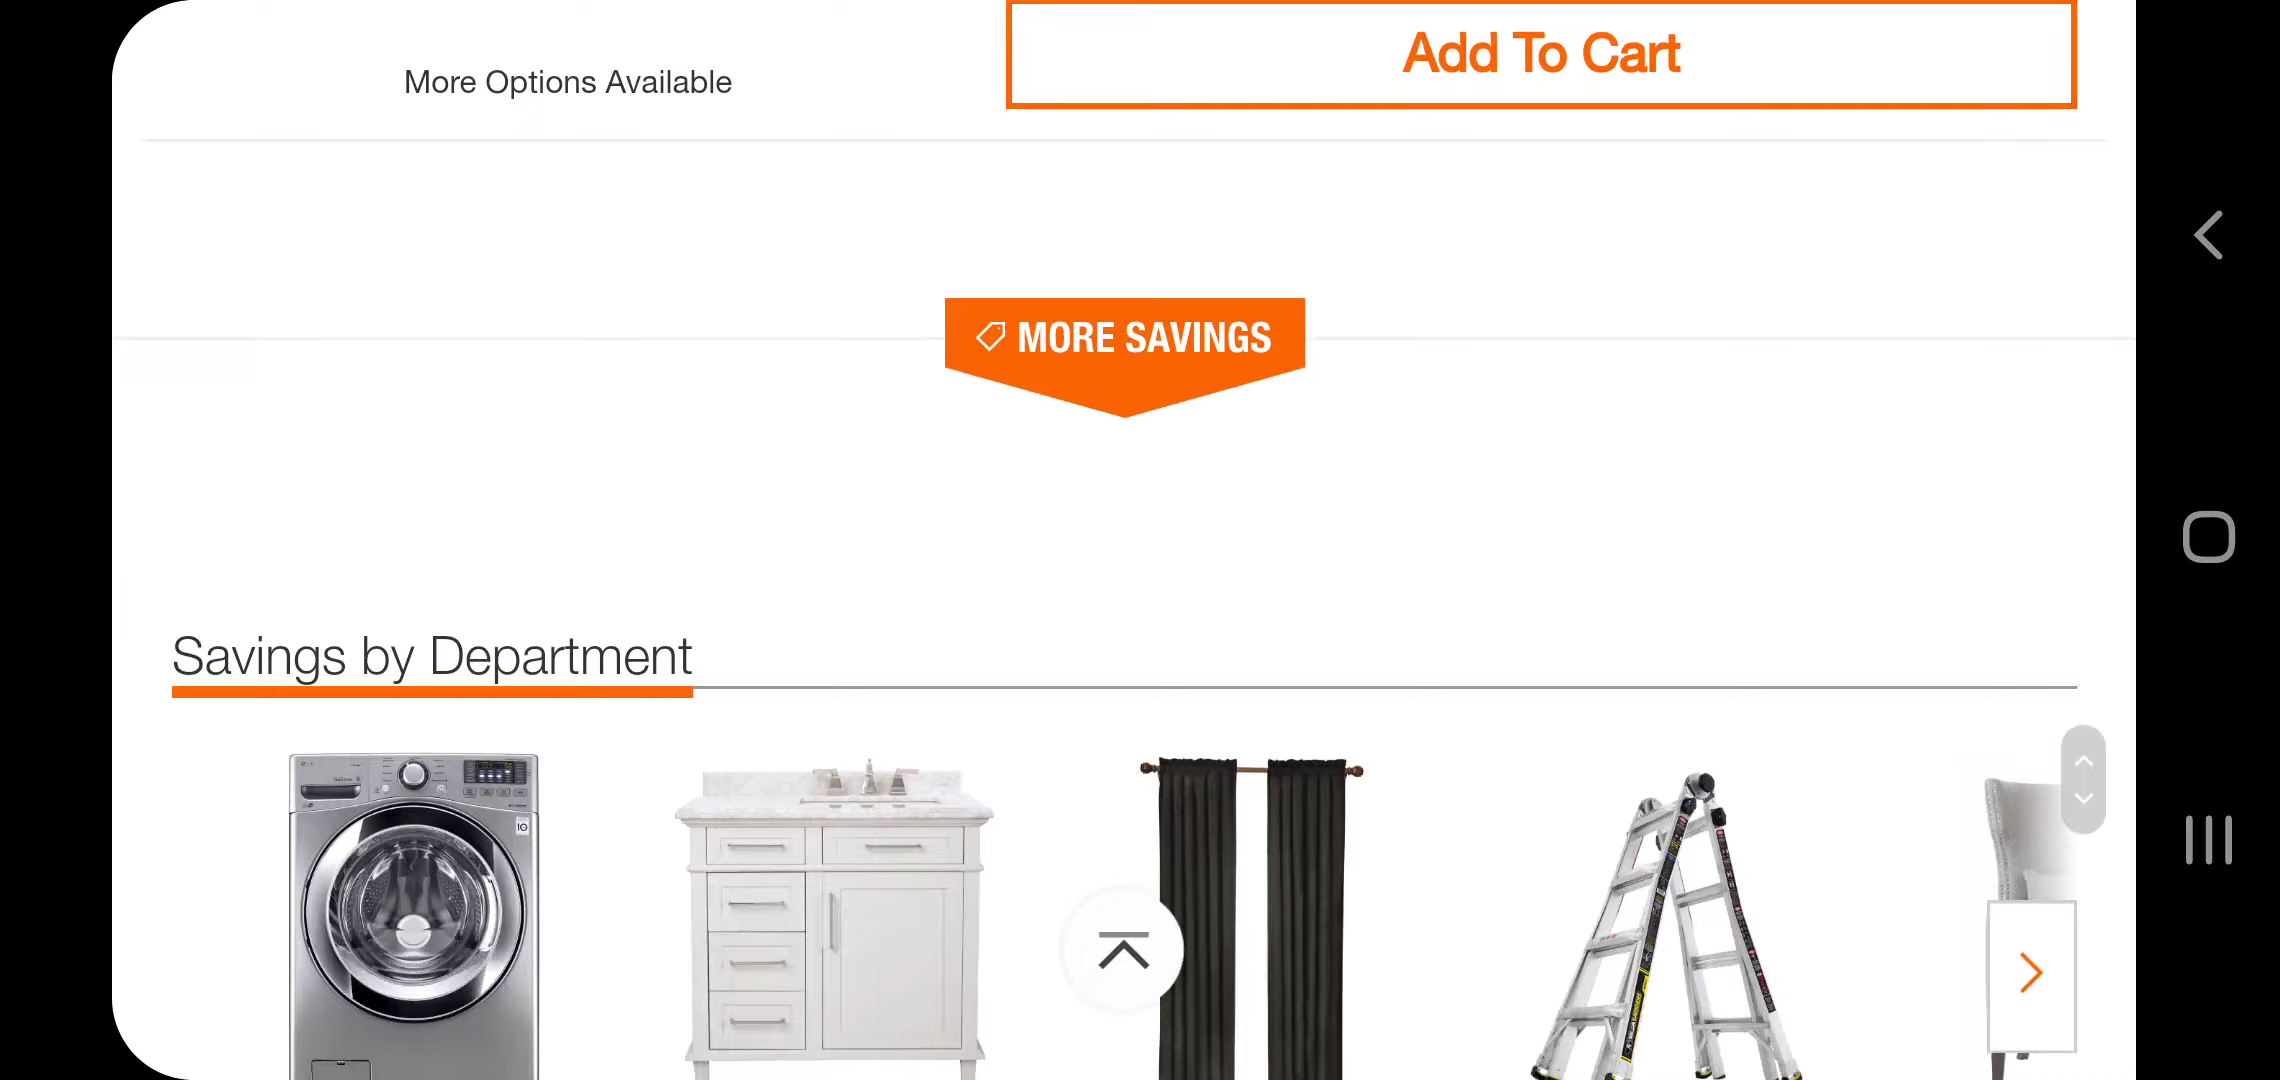 Add To Cart
More Options Available
MORE SAVINGS
Savings by Department